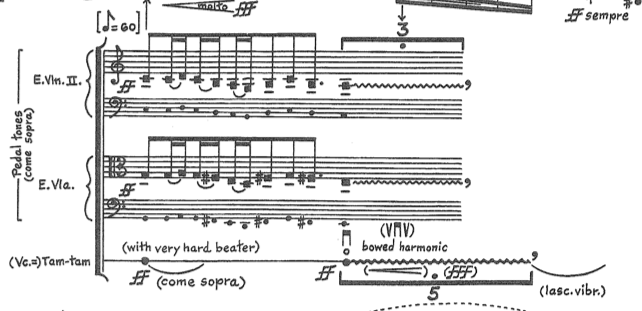 molto fff
[♪=60]
3
ff sempre
E.Vln.II.
ff
Pedal tones
(come sopra)
E.Vla.
ff
(with very hard beater)
bowed harmonic
(Vc.=)Tam-tam
ff (come sopra)
ff
(fff)
5
(lasc.vibr.)